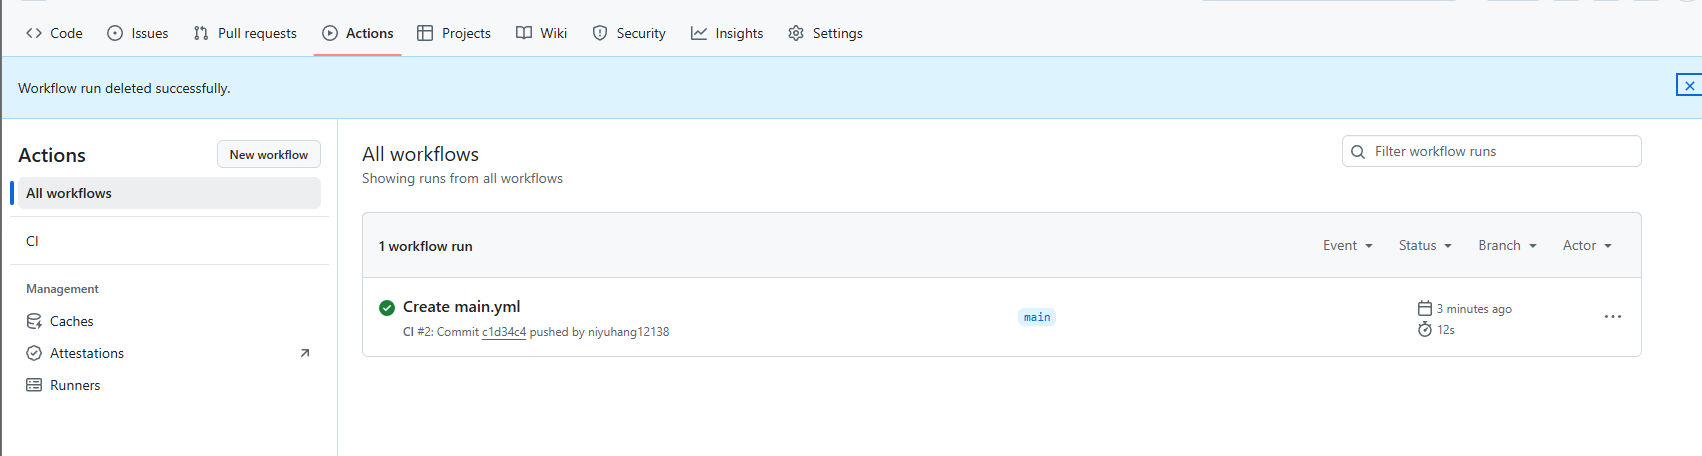 Code Issues Pull requests Actions Projects Wiki Security Insights Settings
Workflow run deleted successfully.
Actions
New workflow
All workflows
CI
Management
Caches
Attestations
Runners
All workflows
Showing runs from all workflows
Filter workflow runs
1 workflow run
Event Status Branch Actor
Create main.yml
CI #2: Commit c1d34c4 pushed by niyuhang12138
main
3 minutes ago
12s